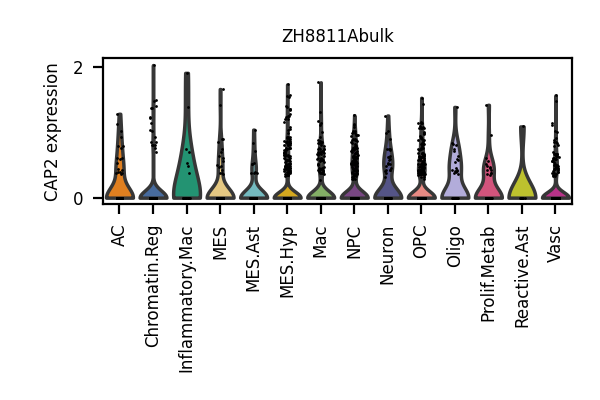 ZH8811Abulk
CAP2 expression
2
0
AC
Chromatin.Reg
Inflammatory.Mac
MES
MES.Ast
MES.Hyp
Mac
NPC
Neuron
OPC
Oligo
Prolif.Metab
Reactive.Ast
Vasc